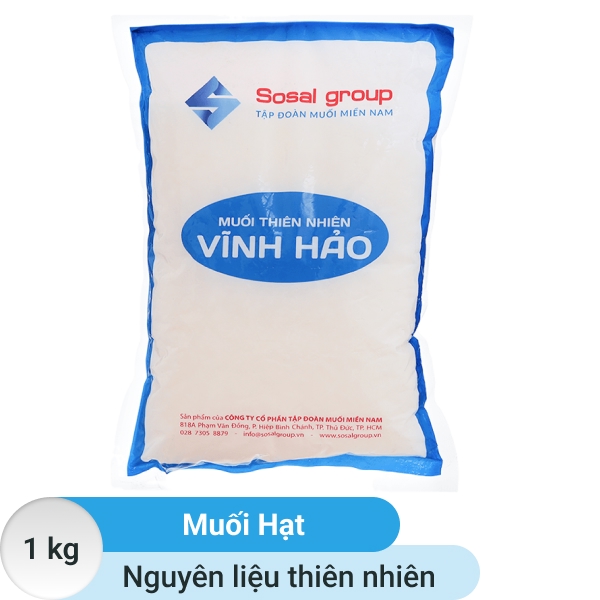 Sosal group
TẬP ĐOÀN MUỐI MIỀN NAM
MUỐI THIÊN NHIÊN
VĨNH HẢO
Sản phẩm của CÔNG TY CỔ PHẦN TẬP ĐOÀN MUỐI MIỀN NAM
818A Phạm Văn Đồng, P. Hiệp Bình Chánh, TP. Thủ Đức, TP. HCM
028 7305 8879 - info@sosalgroup.vn - www.sosalgroup.vn
Muối Hạt
1 kg
Nguyên liệu thiên nhiên